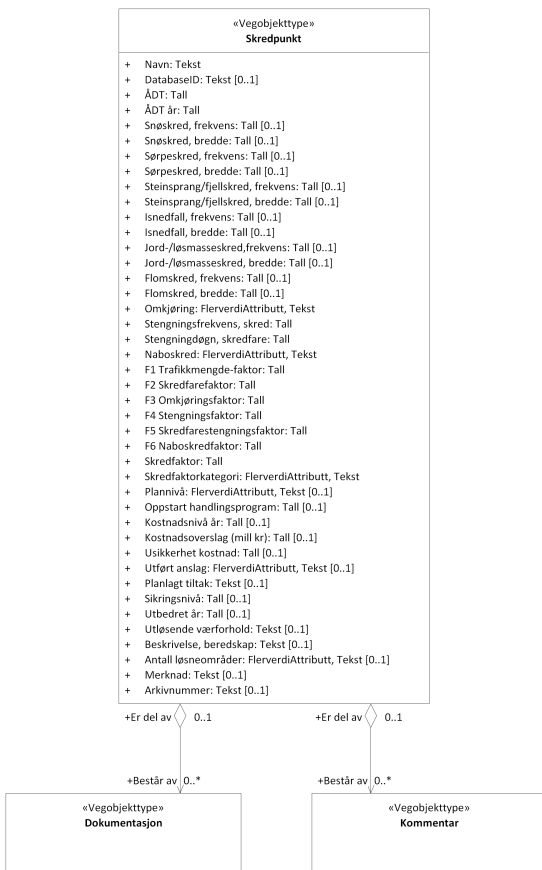 «Vegobjekttype»
Skredpunkt
+ Navn: Tekst
+ DatabaseID: Tekst [0..1]
+ ÅDT: Tall
+ ÅDT år: Tall
+ Snøskred, frekvens: Tall [0..1]
+ Snøskred, bredde: Tall [0..1]
+ Sørpeskred, frekvens: Tall [0..1]
+ Sørpeskred, bredde: Tall [0..1]
+ Steinsprang/fjellskred, frekvens: Tall [0..1]
+ Steinsprang/fjellskred, bredde: Tall [0..1]
+ Isnedfall, frekvens: Tall [0..1]
+ Isnedfall, bredde: Tall [0..1]
+ Jord-/løsmasseskred,frekvens: Tall [0..1]
+ Jord-/løsmasseskred, bredde: Tall [0..1]
+ Flomskred, frekvens: Tall [0..1]
+ Flomskred, bredde: Tall [0..1]
+ Omkjøring: FlerverdiAttributt, Tekst
+ Stengningsfrekvens, skred: Tall
+ Stengningdøgn, skredfare: Tall
+ Naboskred: FlerverdiAttributt, Tekst
+ F1 Trafikkmengde-faktor: Tall
+ F2 Skredfarefaktor: Tall
+ F3 Omkjøringsfaktor: Tall
+ F4 Stengningsfaktor: Tall
+ F5 Skredfarestengningsfaktor: Tall
+ F6 Naboskredfaktor: Tall
+ Skredfaktor: Tall
+ Skredfaktorkategori: FlerverdiAttributt, Tekst
+ Plannivå: FlerverdiAttributt, Tekst [0..1]
+ Oppstart handlingsprogram: Tall [0..1]
+ Kostnadsnivå år: Tall [0..1]
+ Kostnadsoverslag (mill kr): Tall [0..1]
+ Usikkerhet kostnad: Tall [0..1]
+ Utført anslag: FlerverdiAttributt, Tekst [0..1]
+ Planlagt tiltak: Tekst [0..1]
+ Sikringsnivå: Tall [0..1]
+ Utbedret år: Tall [0..1]
+ Utløsende værforhold: Tekst [0..1]
+ Beskrivelse, beredskap: Tekst [0..1]
+ Antall løsneområder: FlerverdiAttributt, Tekst [0..1]
+ Merknad: Tekst [0..1]
+ Arkivnummer: Tekst [0..1]
+Er del av 0..1 +Er del av 0..1
+Består av 0..* +Består av 0..*
«Vegobjekttype» «Vegobjekttype»
Dokumentasjon Kommentar